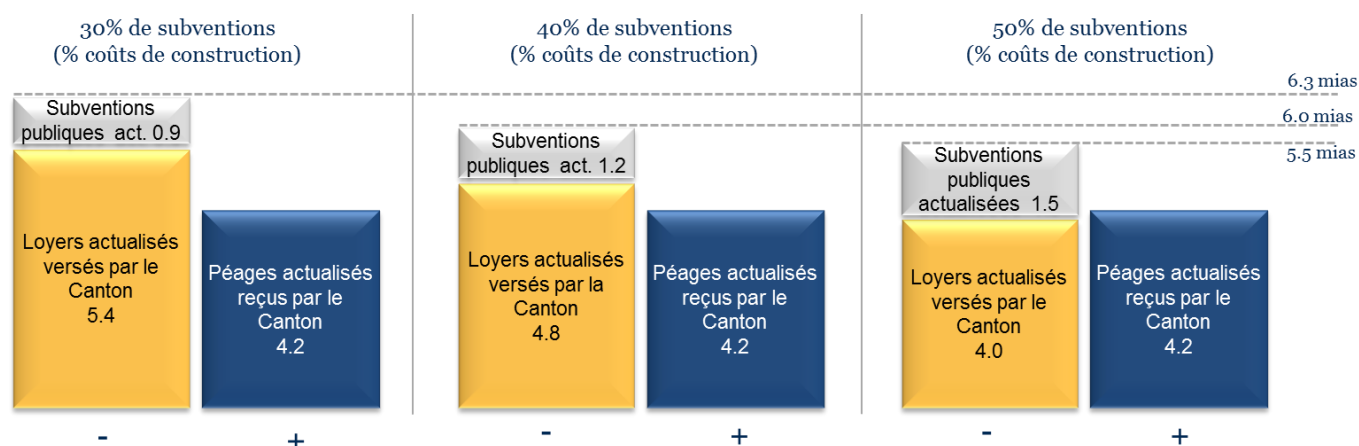 30% de subventions
(% coûts de construction)
40% de subventions
(% coûts de construction)
50% de subventions
(% coûts de construction)
6.3 mias
6.0 mias
5.5 mias
Subventions
publiques act. 0.9
Loyers actualisés
versés par le
Canton
5.4
Péages actualisés
reçus par le
Canton
4.2
Subventions
publiques act. 1.2
Loyers actualisés
versés par la
Canton
4.8
Péages actualisés
reçus par le
Canton
4.2
Subventions
publiques
actualisées 1.5
Loyers actualisés
versés par le
Canton
4.0
Péages actualisés
reçus par le
Canton
4.2
- + - + - +